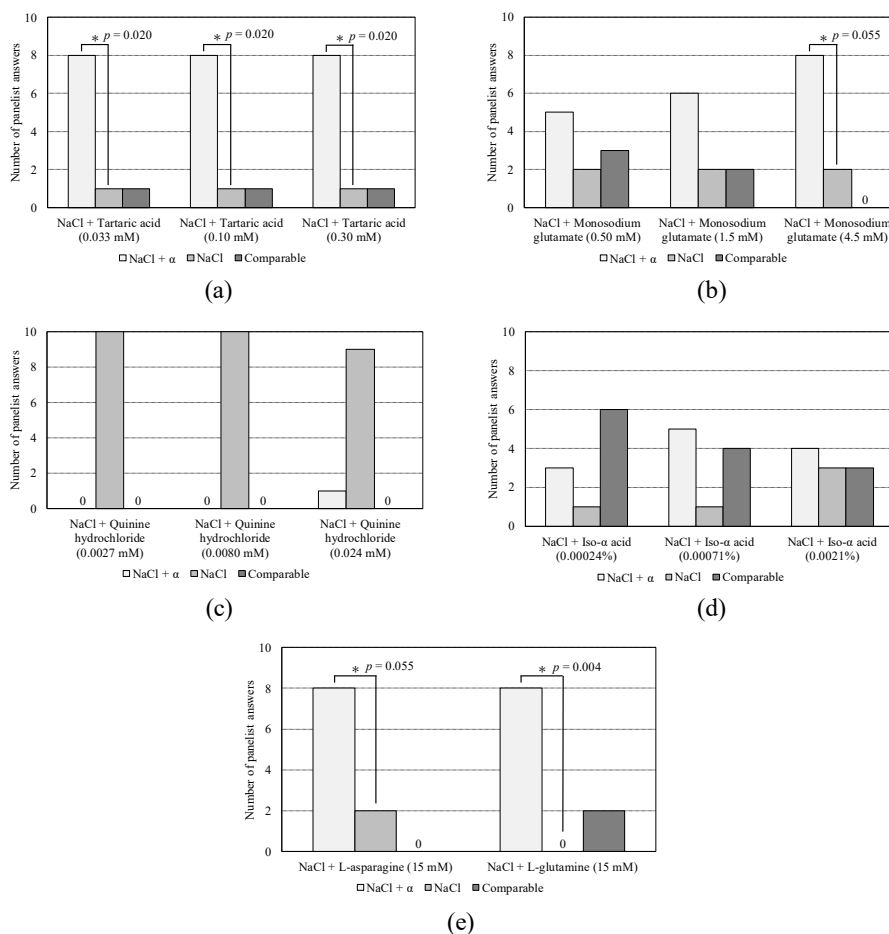 10
8
6
4
2
0
Number of panelist answers
* p = 0.020
* p = 0.020
* p = 0.020
NaCl + Tartaric acid
(0.033 mM)
NaCl + Tartaric acid
(0.10 mM)
NaCl + Tartaric acid
(0.30 mM)
NaCl + α NaCl Comparable
(a)
10
8
6
4
2
0
Number of panelist answers
* p = 0.055
0
NaCl + Monosodium
glutamate (0.50 mM)
NaCl + Monosodium
glutamate (1.5 mM)
NaCl + Monosodium
glutamate (4.5 mM)
NaCl + α NaCl Comparable
(b)
10
8
6
4
2
0
Number of panelist answers
0 0 0 0 0
NaCl + Quinine
hydrochloride
(0.0027 mM)
NaCl + Quinine
hydrochloride
(0.0080 mM)
NaCl + Quinine
hydrochloride
(0.024 mM)
NaCl + α NaCl Comparable
(c)
10
8
6
4
2
0
Number of panelist answers
NaCl + Iso-α acid
(0.00024%)
NaCl + Iso-α acid
(0.00071%)
NaCl + Iso-α acid
(0.0021%)
NaCl + α NaCl Comparable
(d)
10
8
6
4
2
0
Number of panelist answers
* p = 0.055
* p = 0.004
0 0
NaCl + L-asparagine (15 mM)
NaCl + L-glutamine (15 mM)
NaCl + α NaCl Comparable
(e)